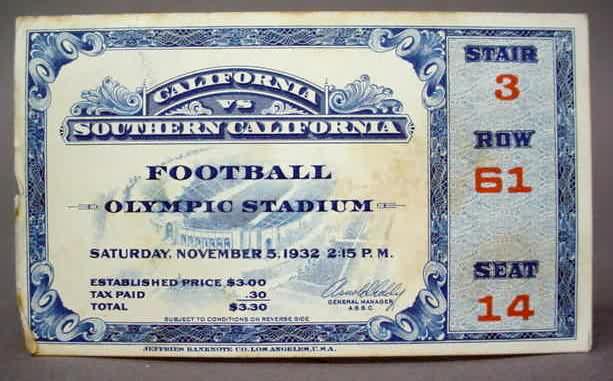 CALIFORNIA
VS
SOUTHERN CALIFORNIA
FOOTBALL
OLYMPIC STADIUM
SATURDAY, NOVEMBER 5, 1932 2:15 P. M.
ESTABLISHED PRICE $3.00
TAX PAID .30
TOTAL $3.30
GENERAL MANAGER
A.S.S.C.
SUBJECT TO CONDITIONS ON REVERSE SIDE
JEFFRIES BANKNOTE CO. LOS ANGELES, U.S.A.
STAIR
3
ROW
61
SEAT
14